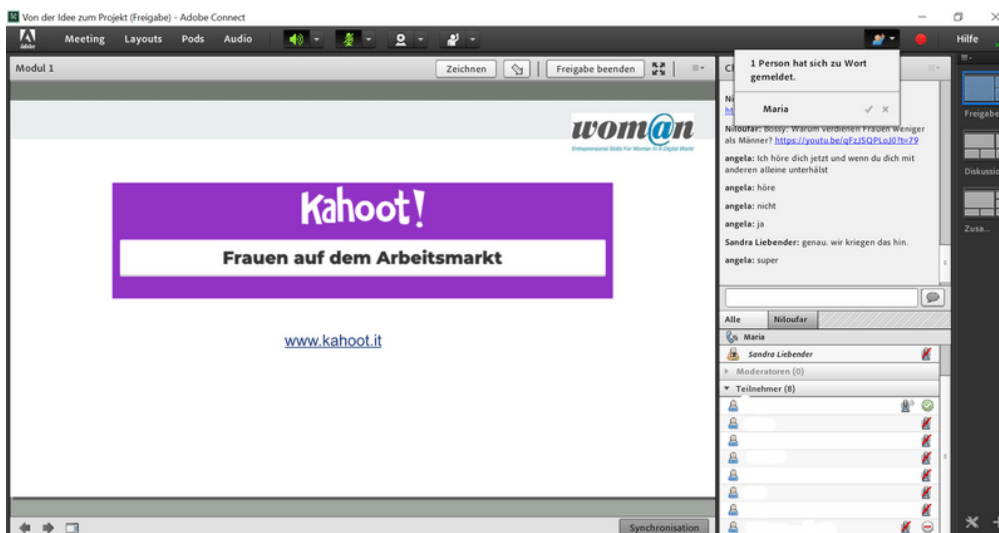 Von der Idee zum Projekt (Freigabe) - Adobe Connect
Adobe
Meeting Layouts Pods Audio
Hilfe
Modul 1
Zeichnen
Freigabe beenden
1 Person hat sich zu Wort
gemeldet.
Maria
woman
Entrepreneurial Skills For Woman in a Digital World
Kahoot!
Frauen auf dem Arbeitsmarkt
www.kahoot.it
Synchronisation
Niloufar: Bossy: Warum verdienen Frauen weniger
als Männer? https://youtu.be/qFzJSQPLoJ0?t=79
angela: Ich höre dich jetzt und wenn du dich mit
anderen alleine unterhälst
angela: höre
angela: nicht
angela: ja
Sandra Liebender: genau. wir kriegen das hin.
angela: super
Alle Niloufar
Maria
Sandra Liebender
Moderatoren (0)
Teilnehmer (8)
Freigabe
Diskussio
Zusa...